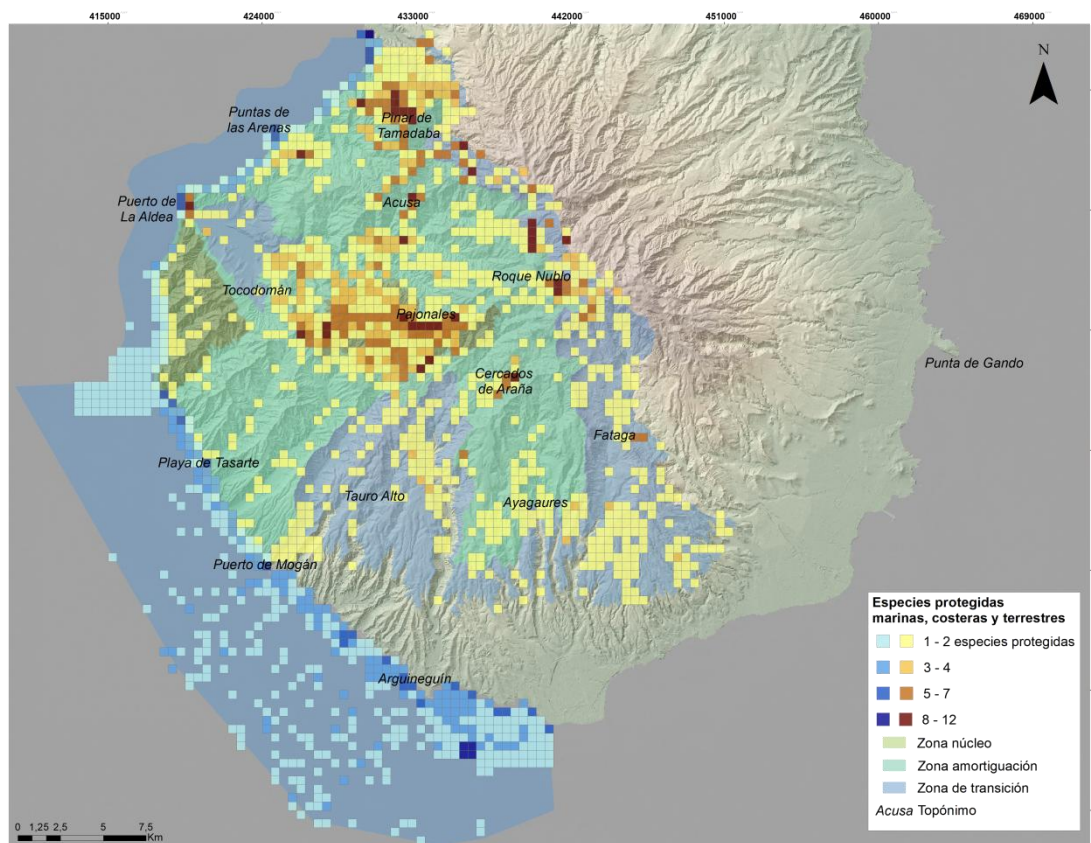 415000 424000 433000 442000 451000 460000 469000
N
Puntas de
las Arenas
Pinar de
Tamadaba
Puerto de
La Aldea
Acusa
Tocodomán
Roque Nublo
Pajonales
Punta de Gando
Cercados
de Araña
Fataga
Playa de Tasarte
Tauro Alto
Ayagaures
Puerto de Mogán
Arguineguín
Especies protegidas
marinas, costeras y terrestres
1 - 2 especies protegidas
3 - 4
5 - 7
8 - 12
Zona núcleo
Zona amortiguación
Zona de transición
Acusa Topónimo
0 1,25 2,5 5 7,5
Km